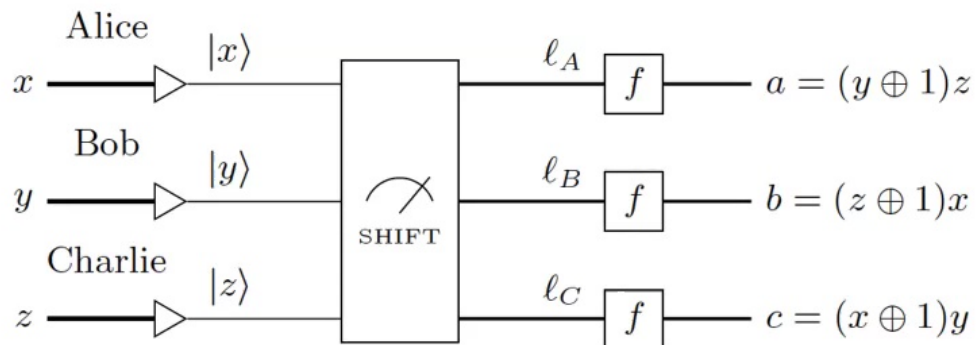 Alice
x |x⟩ ℓ_A f a = (y ⊕ 1)z
Bob
y |y⟩ ℓ_B f b = (z ⊕ 1)x
SHIFT
Charlie
z |z⟩ ℓ_C f c = (x ⊕ 1)y